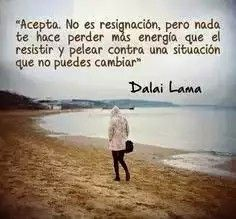 “Acepta. No es resignación, pero nada
te hace perder más energía que el
resistir y pelear contra una situación
que no puedes cambiar”
Dalai Lama